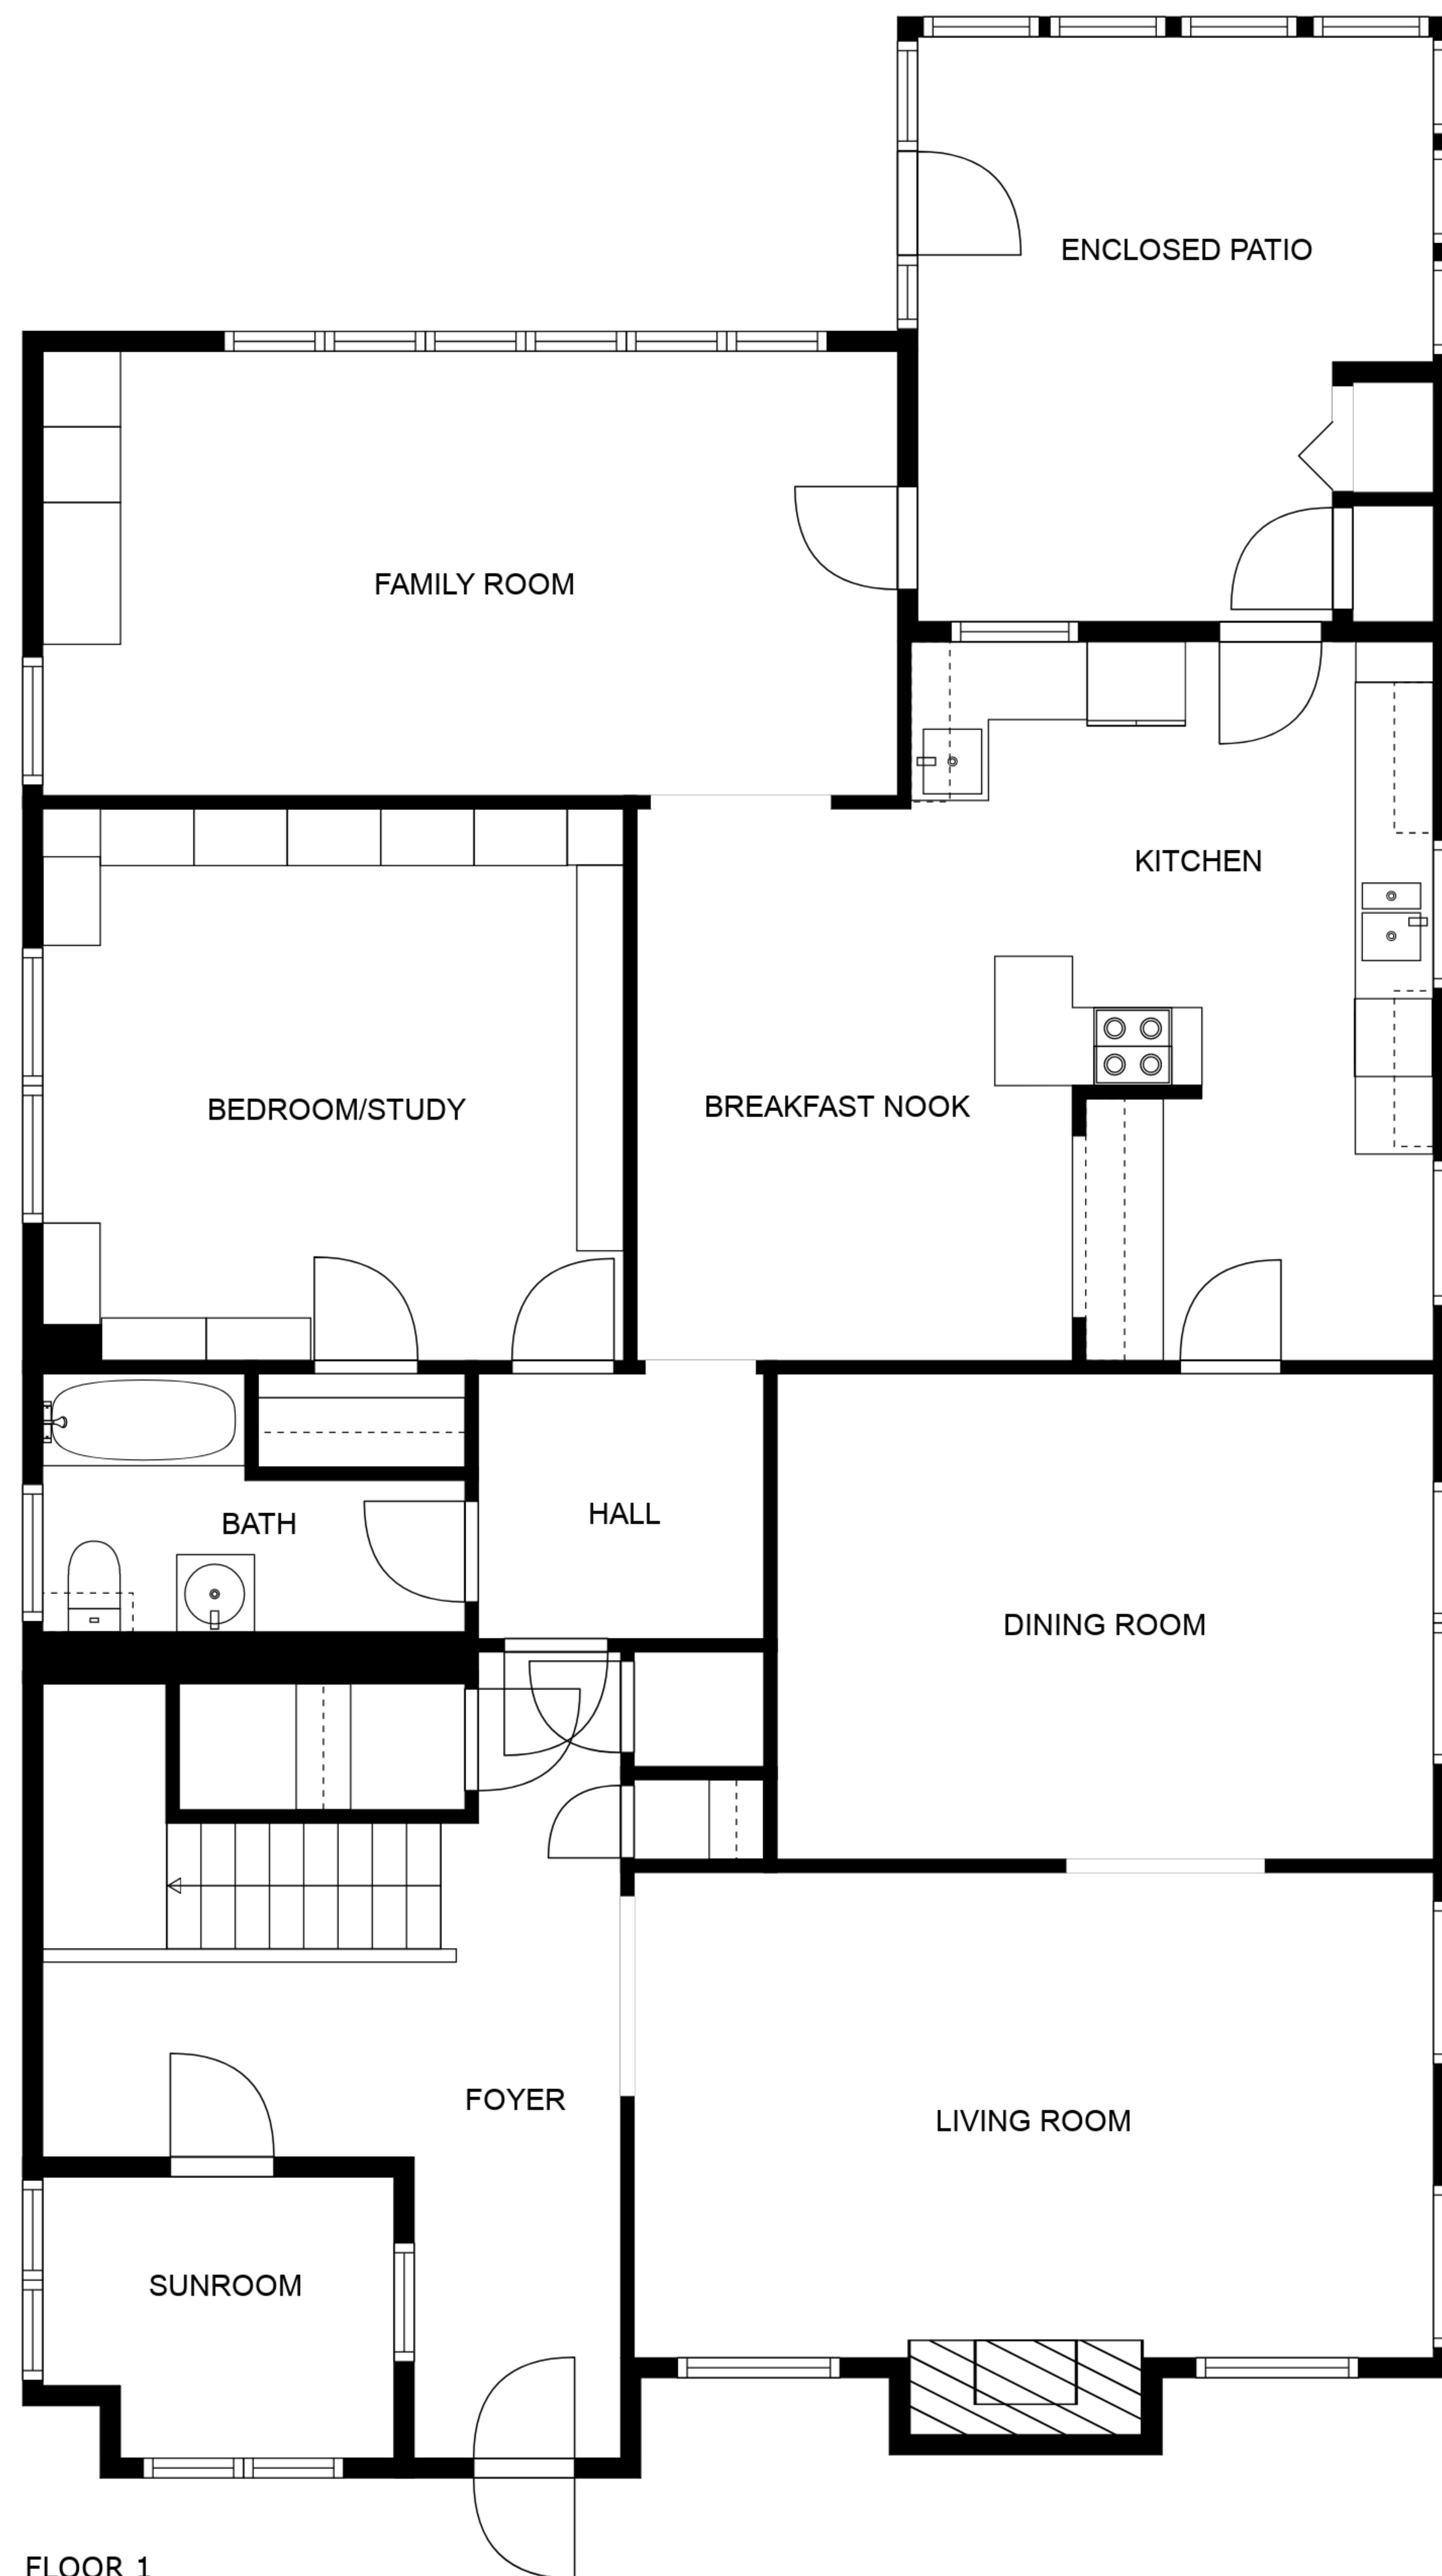 ENCLOSED PATIO
FAMILY ROOM
KITCHEN
BREAKFAST NOOK
BEDROOM/STUDY
HALL
BATH
DINING ROOM
FOYER
LIVING ROOM
SUNROOM
FLOOR 1